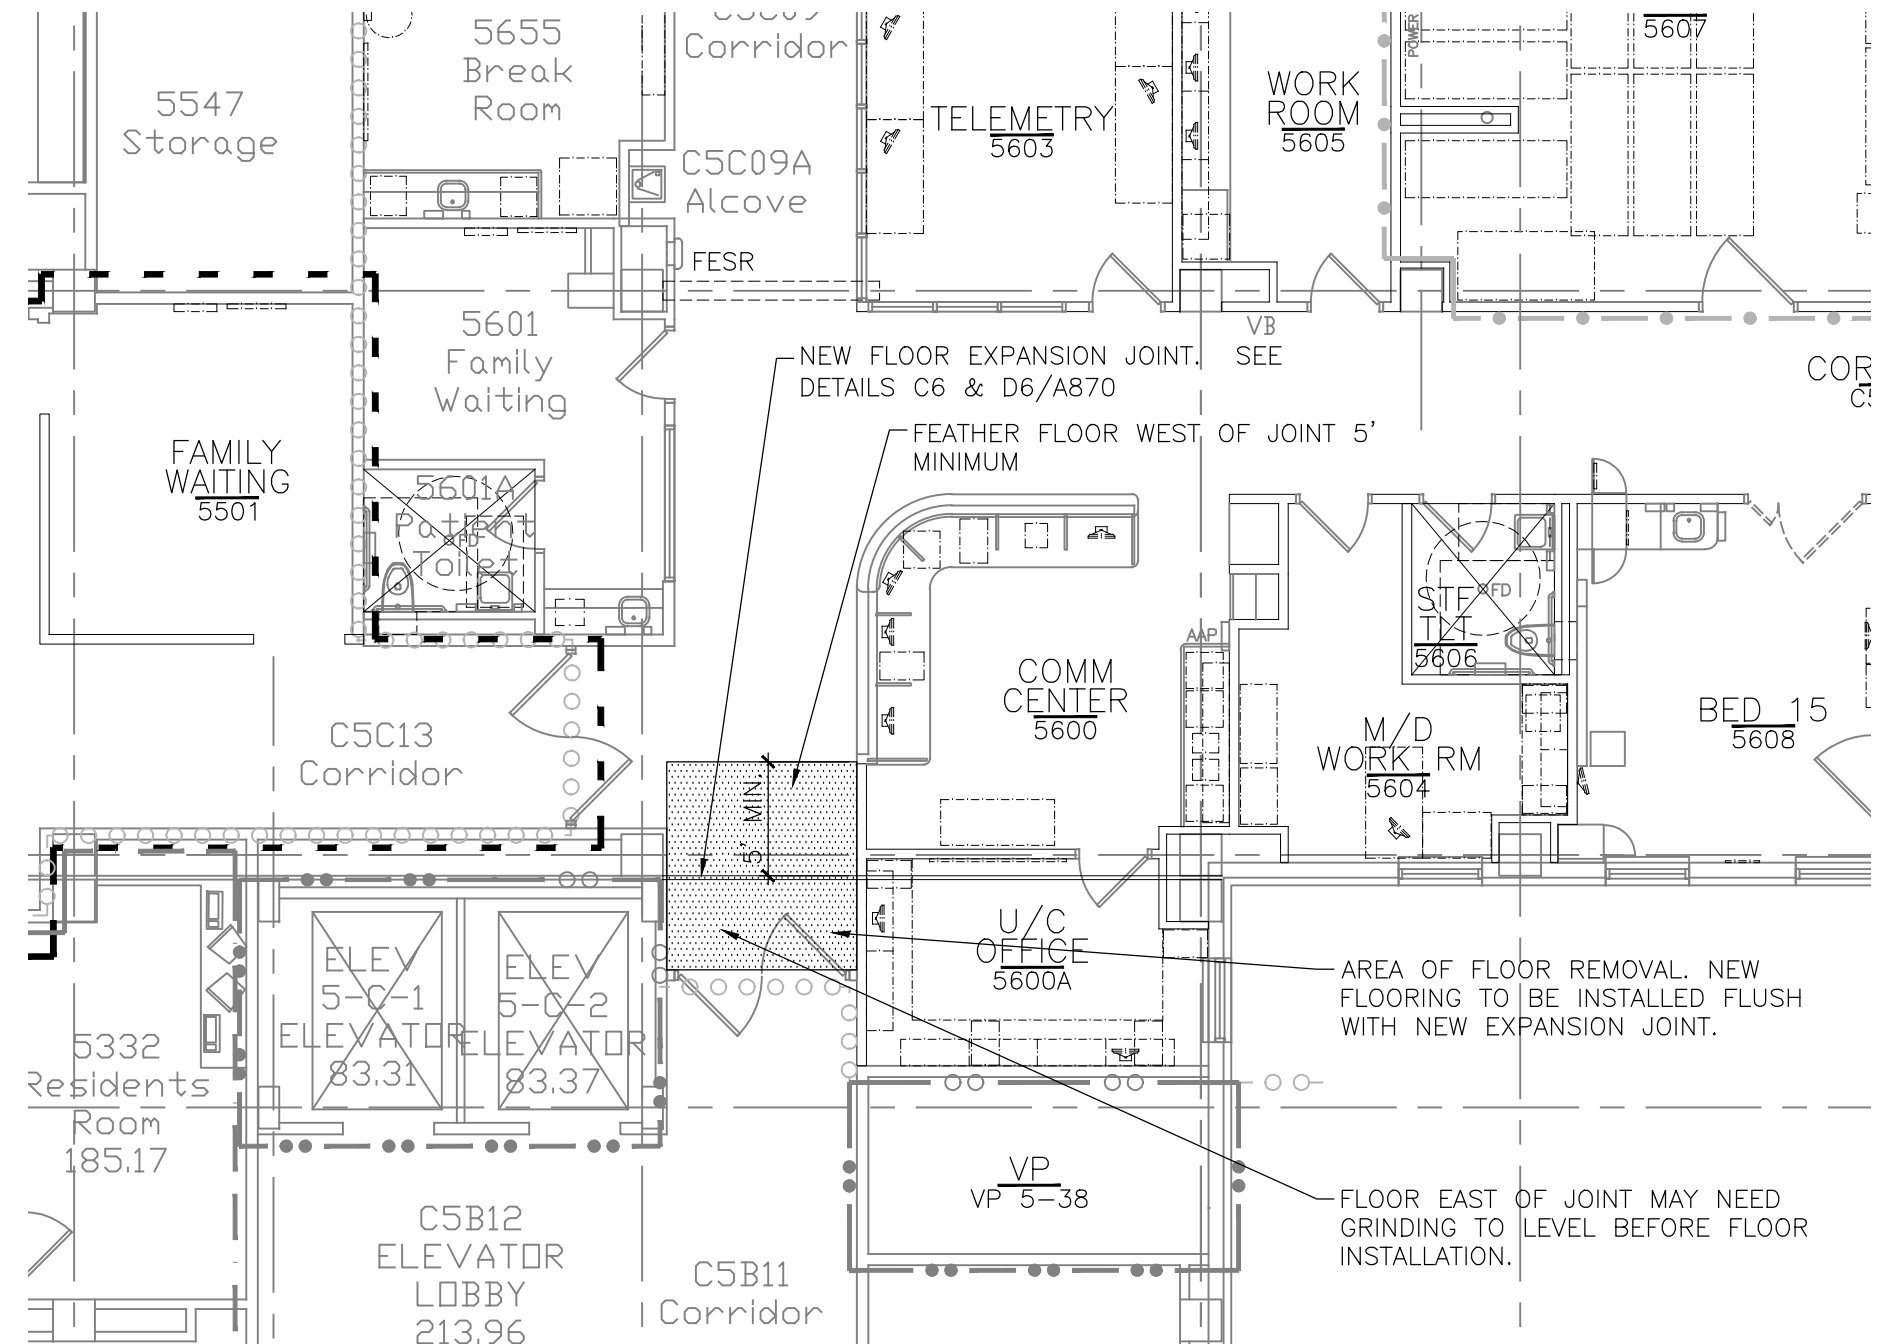 5655
Break
Room
Corridor
5607
POWER
5547
Storage
TELEMETRY
5603
WORK
ROOM
5605
C5C09A
Alcove
FESR
5601
Family
Waiting
VB
NEW FLOOR EXPANSION JOINT. SEE
DETAILS C6 & D6/A870
FEATHER FLOOR WEST OF JOINT 5'
MINIMUM
FAMILY
WAITING
5501
5601A
Patient
Toilet
FD
FD
STF
TLT
5606
AAP
COMM
CENTER
5600
BED 15
5608
M/D
WORK RM
5604
C5C13
Corridor
5' MIN.
U/C
OFFICE
5600A
ELEV
5-C-1
ELEVATOR
83.31
ELEV
5-C-2
ELEVATOR
83.37
AREA OF FLOOR REMOVAL. NEW
FLOORING TO BE INSTALLED FLUSH
WITH NEW EXPANSION JOINT.
5332
Residents
Room
185.17
VP
VP 5-38
FLOOR EAST OF JOINT MAY NEED
GRINDING TO LEVEL BEFORE FLOOR
INSTALLATION.
C5B12
ELEVATOR
LOBBY
213.96
C5B11
Corridor